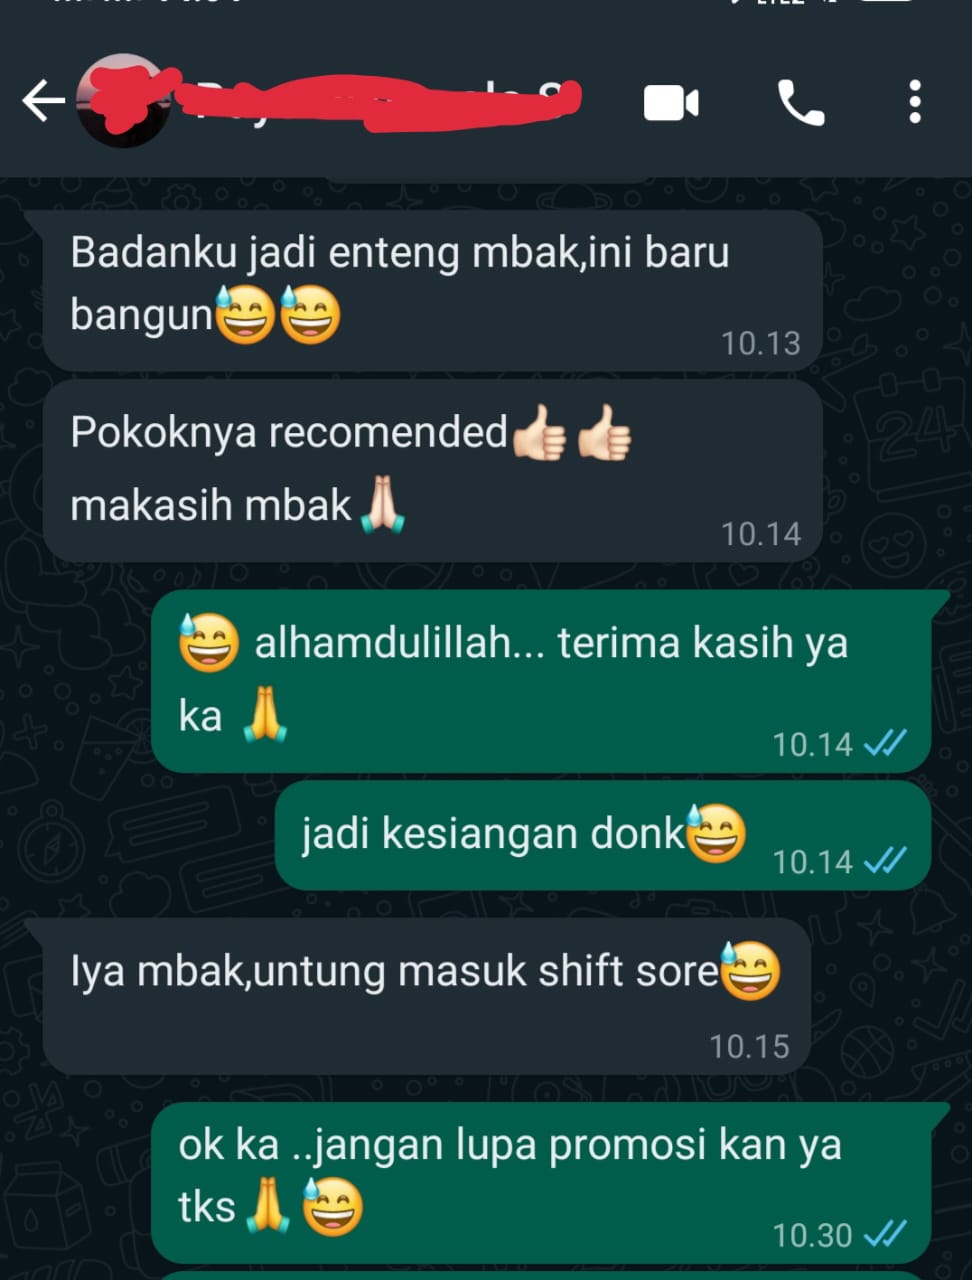 Badanku jadi enteng mbak,ini baru
bangun😅😅
10.13
Pokoknya recomended👍🏻👍🏻
makasih mbak🙏🏻
10.14
😅 alhamdulillah... terima kasih ya
ka 🙏
10.14
jadi kesiangan donk😅
10.14
Iya mbak,untung masuk shift sore😅
10.15
ok ka ..jangan lupa promosi kan ya
tks🙏😅
10.30